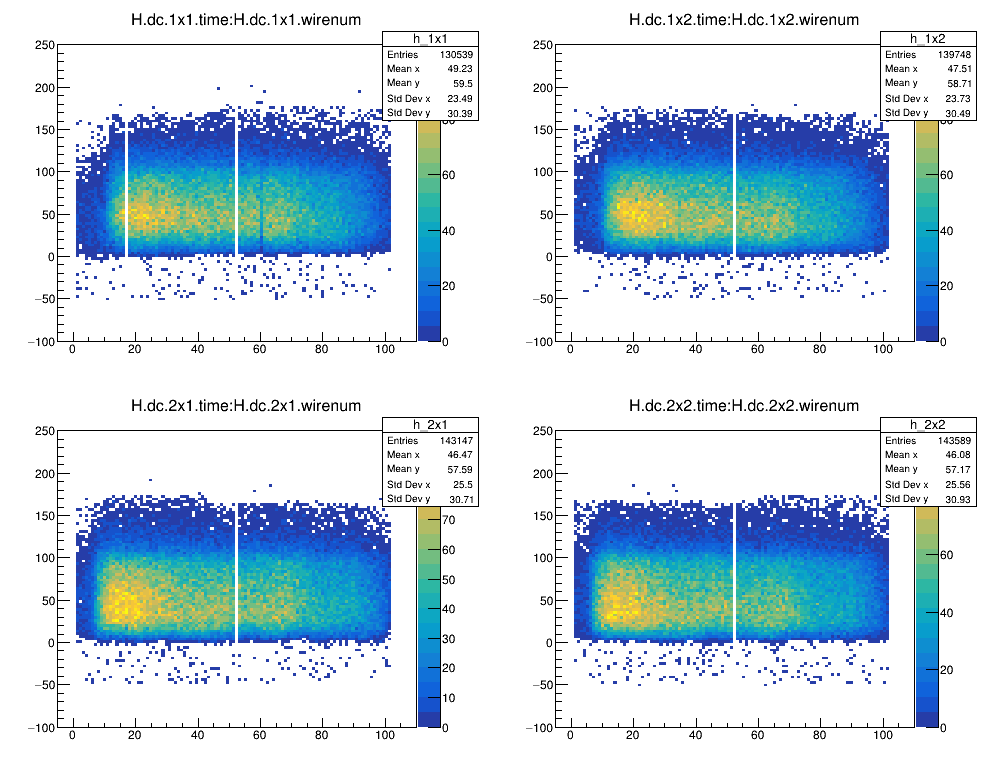 H.dc.1x1.time:H.dc.1x1.wirenum
h_1x1
Entries 130539
Mean x 49.23
Mean y 59.5
Std Dev x 23.49
Std Dev y 30.39
250
200
150
100
50
0
−50
−100
0 20 40 60 80 100
80
60
40
20
0
H.dc.1x2.time:H.dc.1x2.wirenum
h_1x2
Entries 139748
Mean x 47.51
Mean y 58.71
Std Dev x 23.73
Std Dev y 30.49
250
200
150
100
50
0
−50
−100
0 20 40 60 80 100
80
60
40
20
0
H.dc.2x1.time:H.dc.2x1.wirenum
h_2x1
Entries 143147
Mean x 46.47
Mean y 57.59
Std Dev x 25.5
Std Dev y 30.71
250
200
150
100
50
0
−50
−100
0 20 40 60 80 100
70
60
50
40
30
20
10
0
H.dc.2x2.time:H.dc.2x2.wirenum
h_2x2
Entries 143589
Mean x 46.08
Mean y 57.17
Std Dev x 25.56
Std Dev y 30.93
250
200
150
100
50
0
−50
−100
0 20 40 60 80 100
60
40
20
0